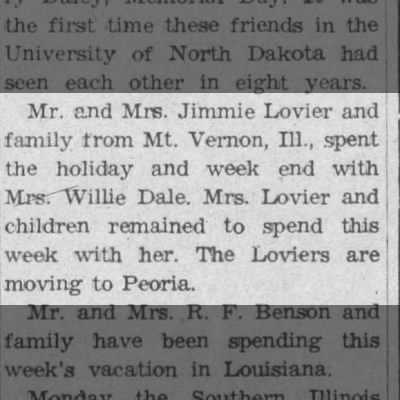 ry Daley, Memorial Day. It was
the first time these friends in the
University of North Dakota had
seen each other in eight years.
Mr. and Mrs. Jimmie Lovier and
family from Mt. Vernon, Ill., spent
the holiday and week end with
Mrs. Willie Dale. Mrs. Lovier and
children remained to spend this
week with her. The Loviers are
moving to Peoria.
Mr. and Mrs. R. F. Benson and
family have been spending this
week's vacation in Louisiana.
Monday the Southern Illinois